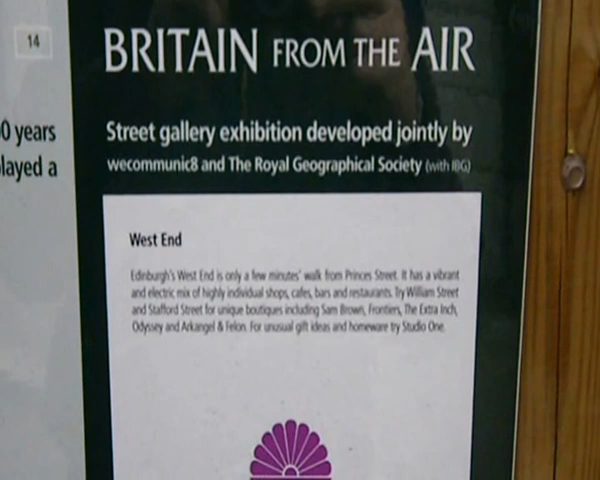 14
0 years
layed a
BRITAIN FROM THE AIR
Street gallery exhibition developed jointly by
wecommunic8 and The Royal Geographical Society (with IBG)
West End
Edinburgh's West End is only a few minutes' walk from Princes Street. It has a vibrant
and electric mix of highly individual shops, cafes, bars and restaurants. Try William Street
and Stafford Street for unique boutiques including Sam Brown, Frontiers, The Extra Inch,
Odyssey and Arkangel & Felon. For unusual gift ideas and homeware try Studio One.